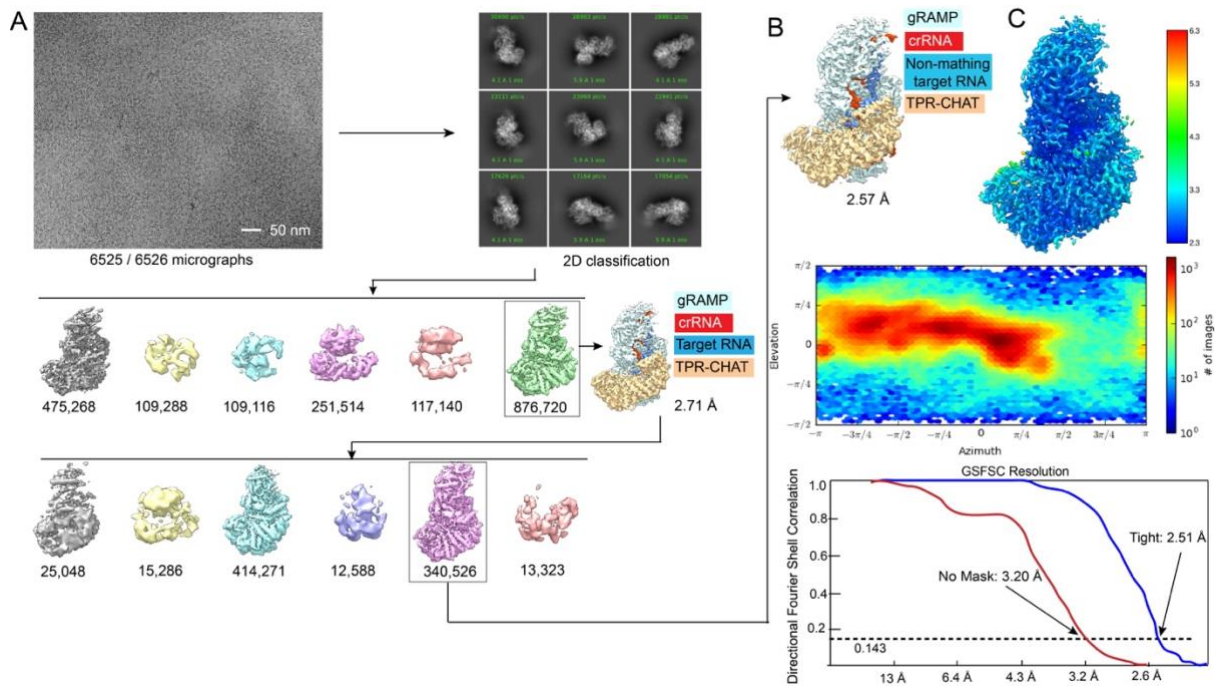 A
50 nm
6525 / 6526 micrographs
2D classification
B
gRAMP
crRNA
Non-mathing
target RNA
TPR-CHAT
2.57 Å
C
6.3
5.3
4.3
3.3
2.3
475,268
109,288
109,116
251,514
117,140
876,720
gRAMP
crRNA
Target RNA
TPR-CHAT
2.71 Å
25,048
15,286
414,271
12,588
340,526
13,323
π/2
π/4
0
−π/4
−π/2
Elevation
−π
−3π/4
−π/2
−π/4
0
π/4
π/2
3π/4
π
Azimuth
10³
10²
10¹
10⁰
# of images
GSFSC Resolution
Directional Fourier Shell Correlation
1.0
0.8
0.6
0.4
0.2
0.143
No Mask: 3.20 Å
Tight: 2.51 Å
13 Å
6.4 Å
4.3 Å
3.2 Å
2.6 Å